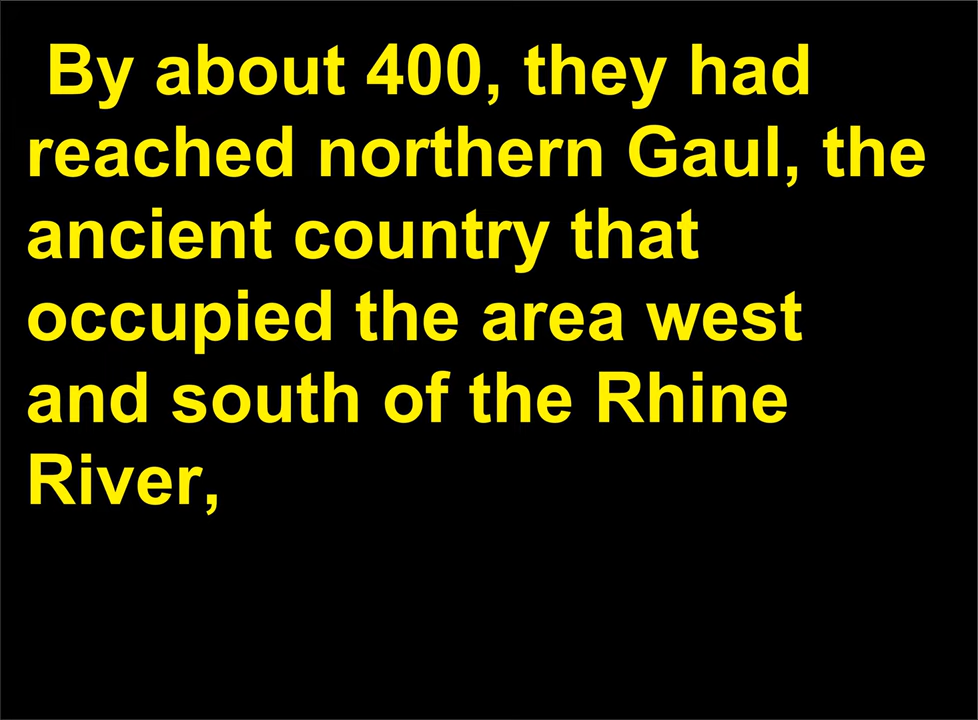 By about 400, they had
reached northern Gaul, the
ancient country that
occupied the area west
and south of the Rhine
River,